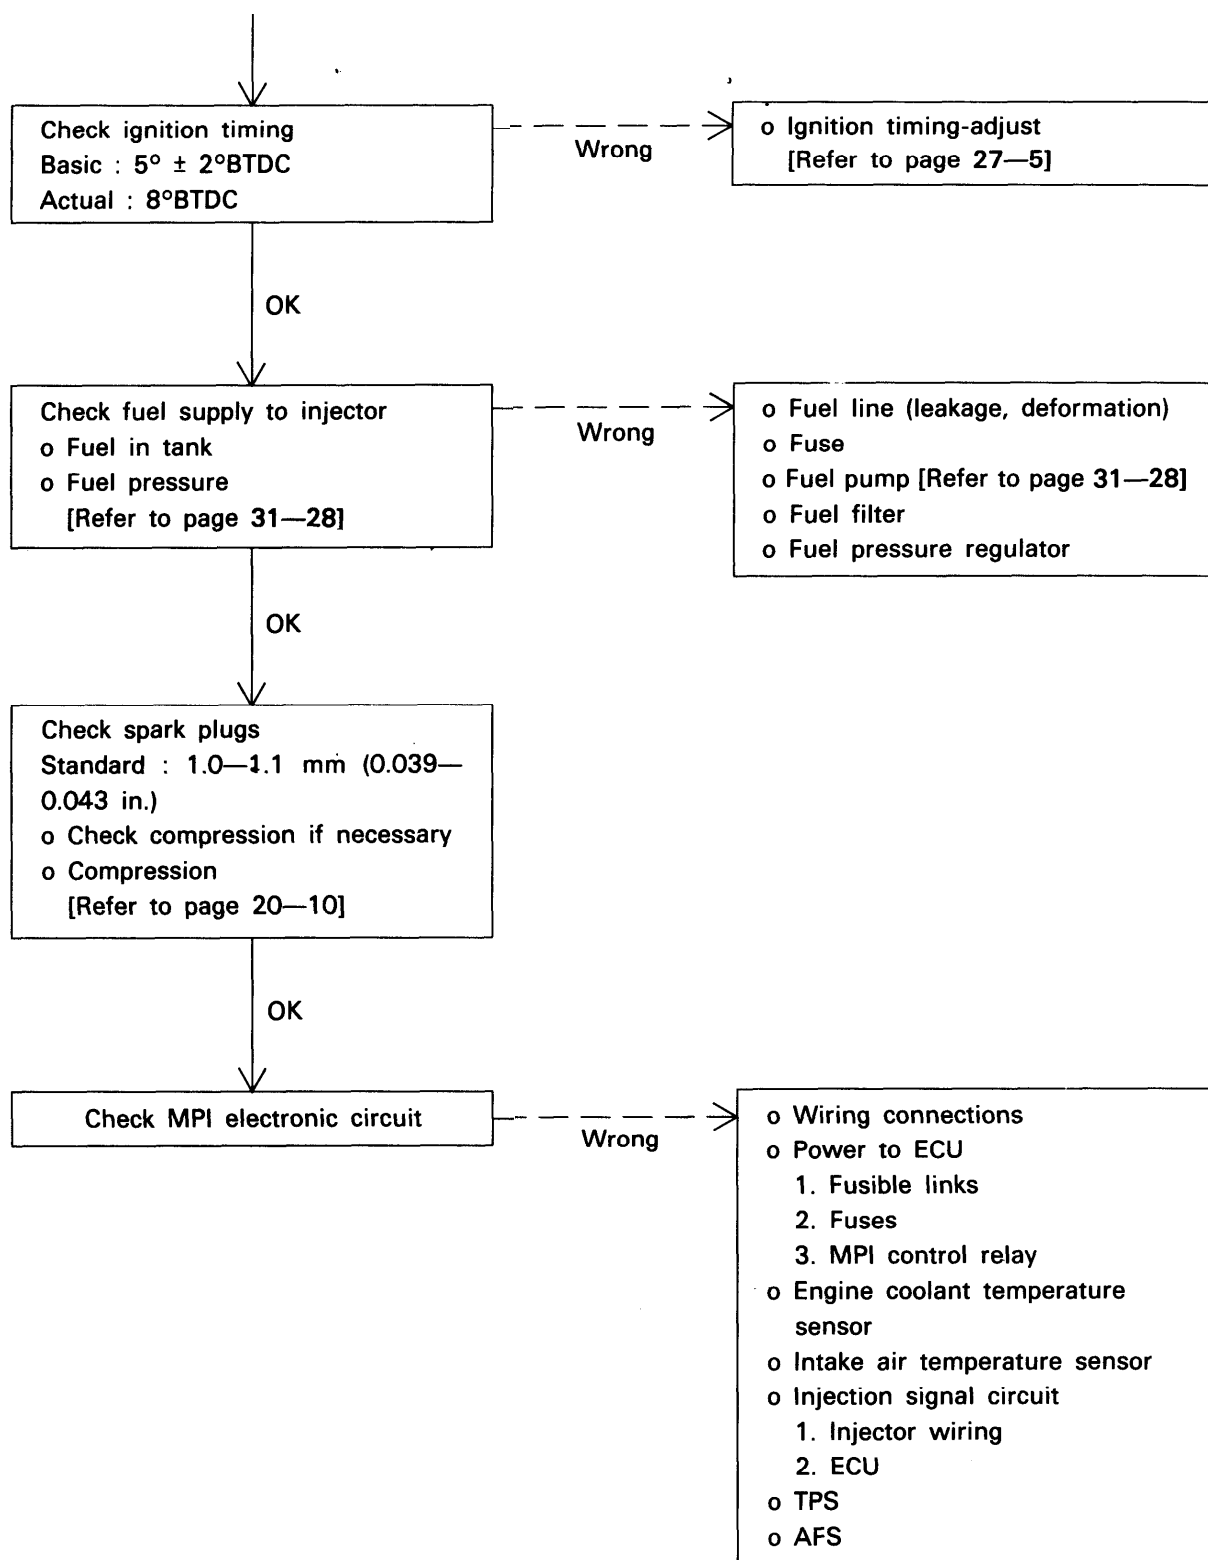 Check ignition timing
Basic : 5° ± 2°BTDC
Actual : 8°BTDC
Wrong
o Ignition timing-adjust
[Refer to page 27—5]
OK
Check fuel supply to injector
o Fuel in tank
o Fuel pressure
[Refer to page 31—28]
Wrong
o Fuel line (leakage, deformation)
o Fuse
o Fuel pump [Refer to page 31—28]
o Fuel filter
o Fuel pressure regulator
OK
Check spark plugs
Standard : 1.0—1.1 mm (0.039—
0.043 in.)
o Check compression if necessary
o Compression
[Refer to page 20—10]
OK
Check MPI electronic circuit
Wrong
o Wiring connections
o Power to ECU
1. Fusible links
2. Fuses
3. MPI control relay
o Engine coolant temperature
sensor
o Intake air temperature sensor
o Injection signal circuit
1. Injector wiring
2. ECU
o TPS
o AFS